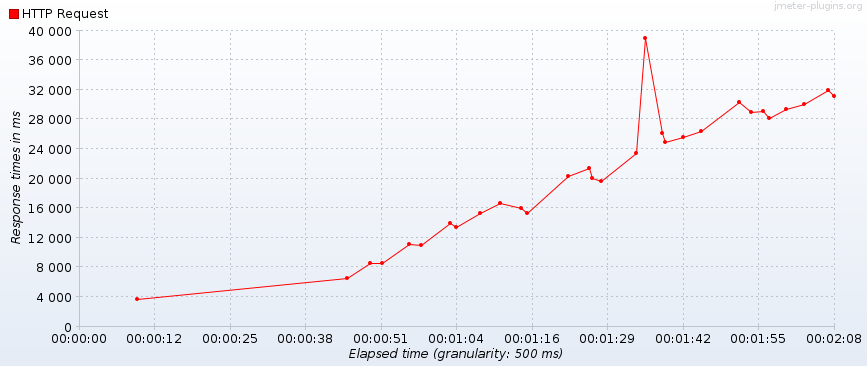 jmeter-plugins.org
HTTP Request
40 000
36 000
32 000
28 000
24 000
20 000
16 000
12 000
8 000
4 000
0
Response times in ms
00:00:00 00:00:12 00:00:25 00:00:38 00:00:51 00:01:04 00:01:16 00:01:29 00:01:42 00:01:55 00:02:08
Elapsed time (granularity: 500 ms)